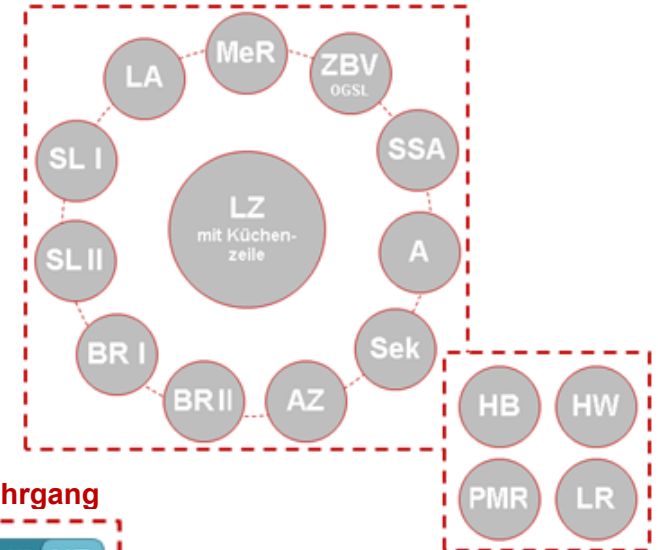 MeR
LA
ZBV
OGSL
SSA
SL I
LZ
mit Küchen-
zeile
A
SL II
Sek
BR I
BR II
AZ
HB
HW
PMR
LR
hrgang